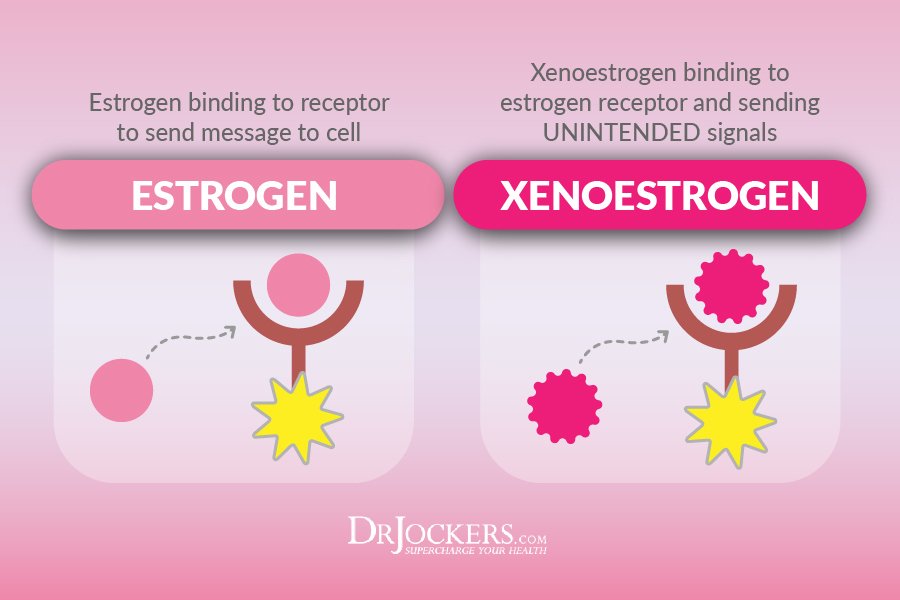 Estrogen binding to receptor
to send message to cell
ESTROGEN
Xenoestrogen binding to
estrogen receptor and sending
UNINTENDED signals
XENOESTROGEN
DRJOCKERS.COM
SUPERCHARGE YOUR HEALTH